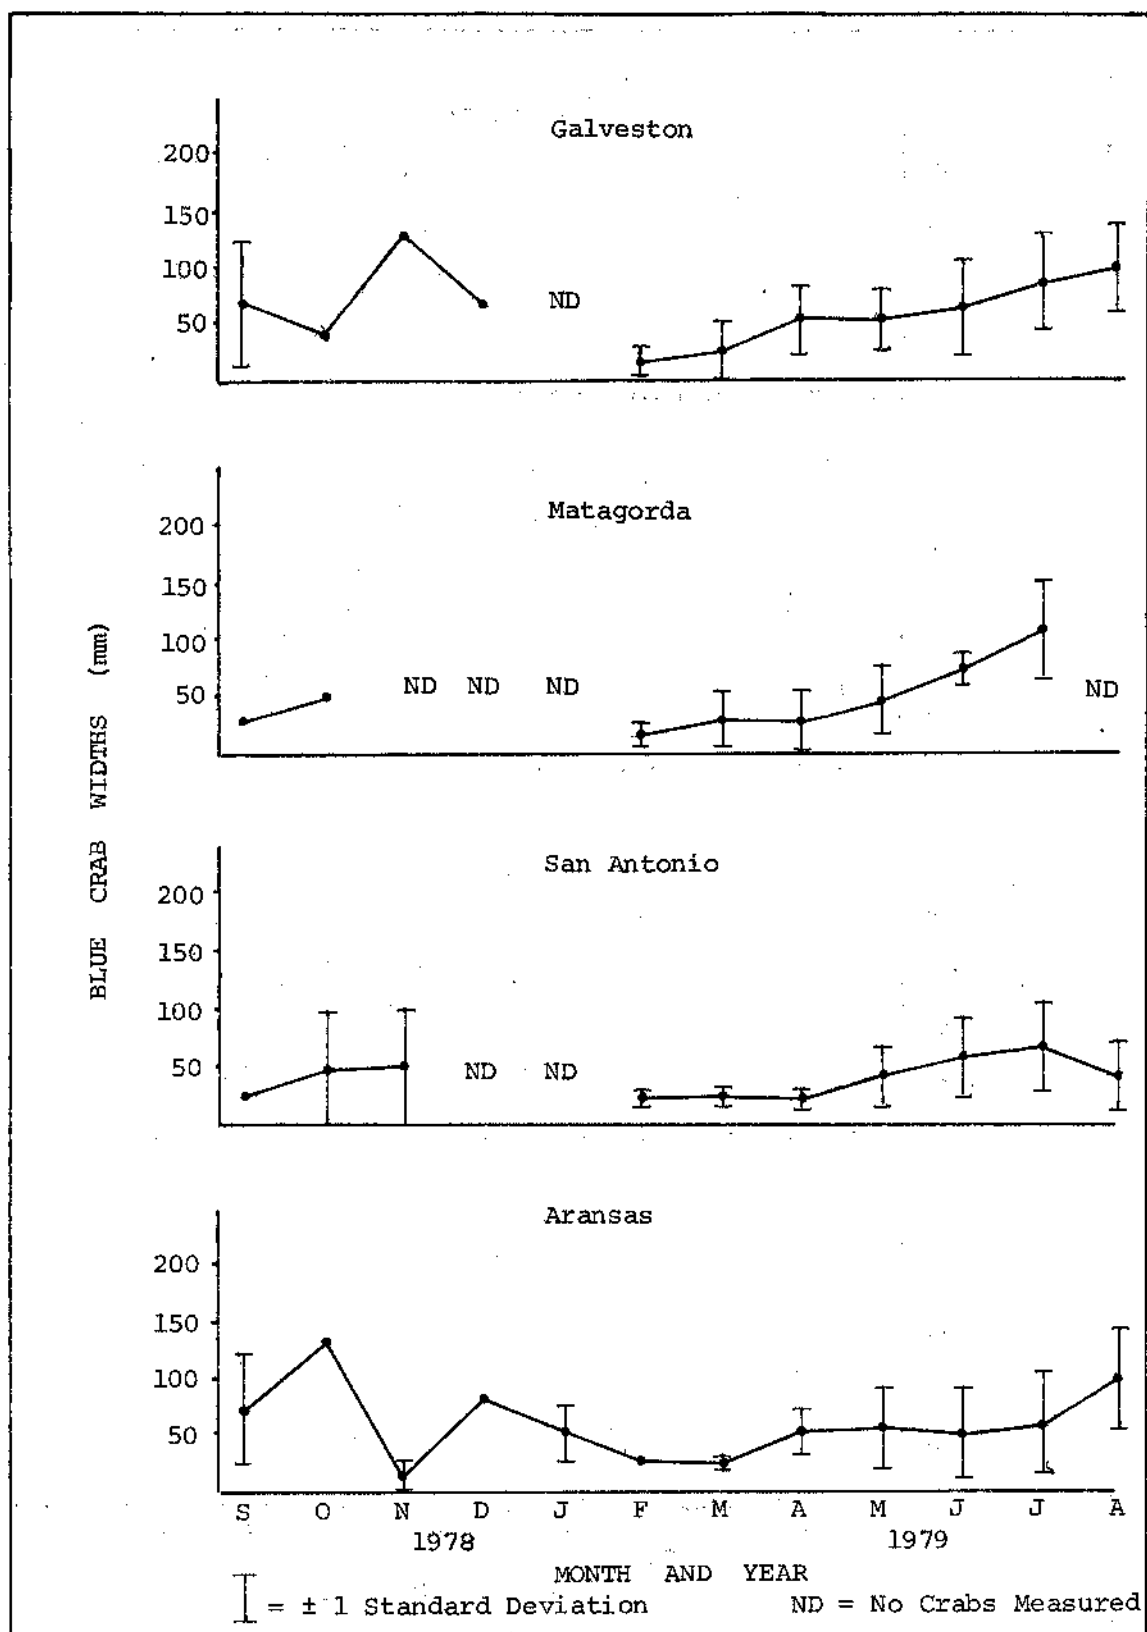 Galveston
200
150
100
50
ND
Matagorda
200
150
100
50
ND ND ND ND
San Antonio
200
150
100
50
ND ND
Aransas
200
150
100
50
BLUE CRAB WIDTHS (mm)
S O N D J F M A M J J A
1978 1979
MONTH AND YEAR
= ± 1 Standard Deviation ND = No Crabs Measured